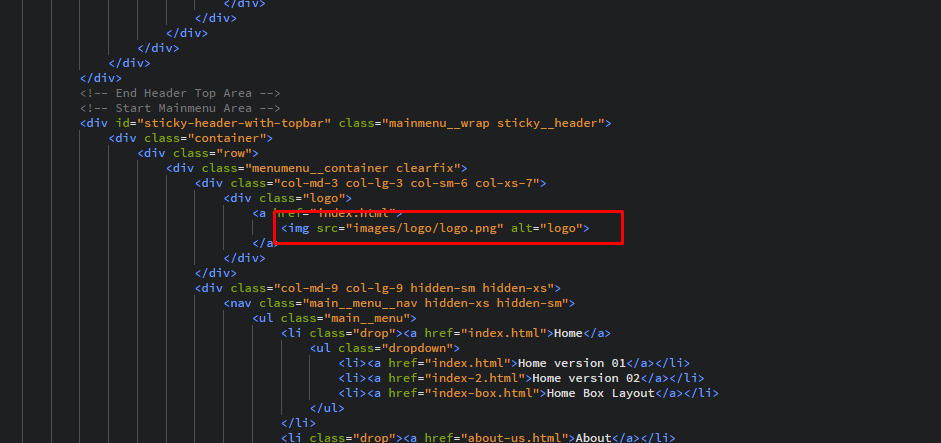 </div>
</div>
</div>
</div>
</div>
</div>
<!-- End Header Top Area -->
<!-- Start Mainmenu Area -->
<div id="sticky-header-with-topbar" class="mainmenu__wrap sticky__header">
<div class="container">
<div class="row">
<div class="menumenu__container clearfix">
<div class="col-md-3 col-lg-3 col-sm-6 col-xs-7">
<div class="logo">
<a href="index.html">
<img src="images/logo/logo.png" alt="logo">
</a>
</div>
</div>
<div class="col-md-9 col-lg-9 hidden-sm hidden-xs">
<nav class="main__menu__nav hidden-xs hidden-sm">
<ul class="main__menu">
<li class="drop"><a href="index.html">Home</a>
<ul class="dropdown">
<li><a href="index.html">Home version 01</a></li>
<li><a href="index-2.html">Home version 02</a></li>
<li><a href="index-box.html">Home Box Layout</a></li>
</ul>
</li>
<li class="drop"><a href="about-us.html">About</a>